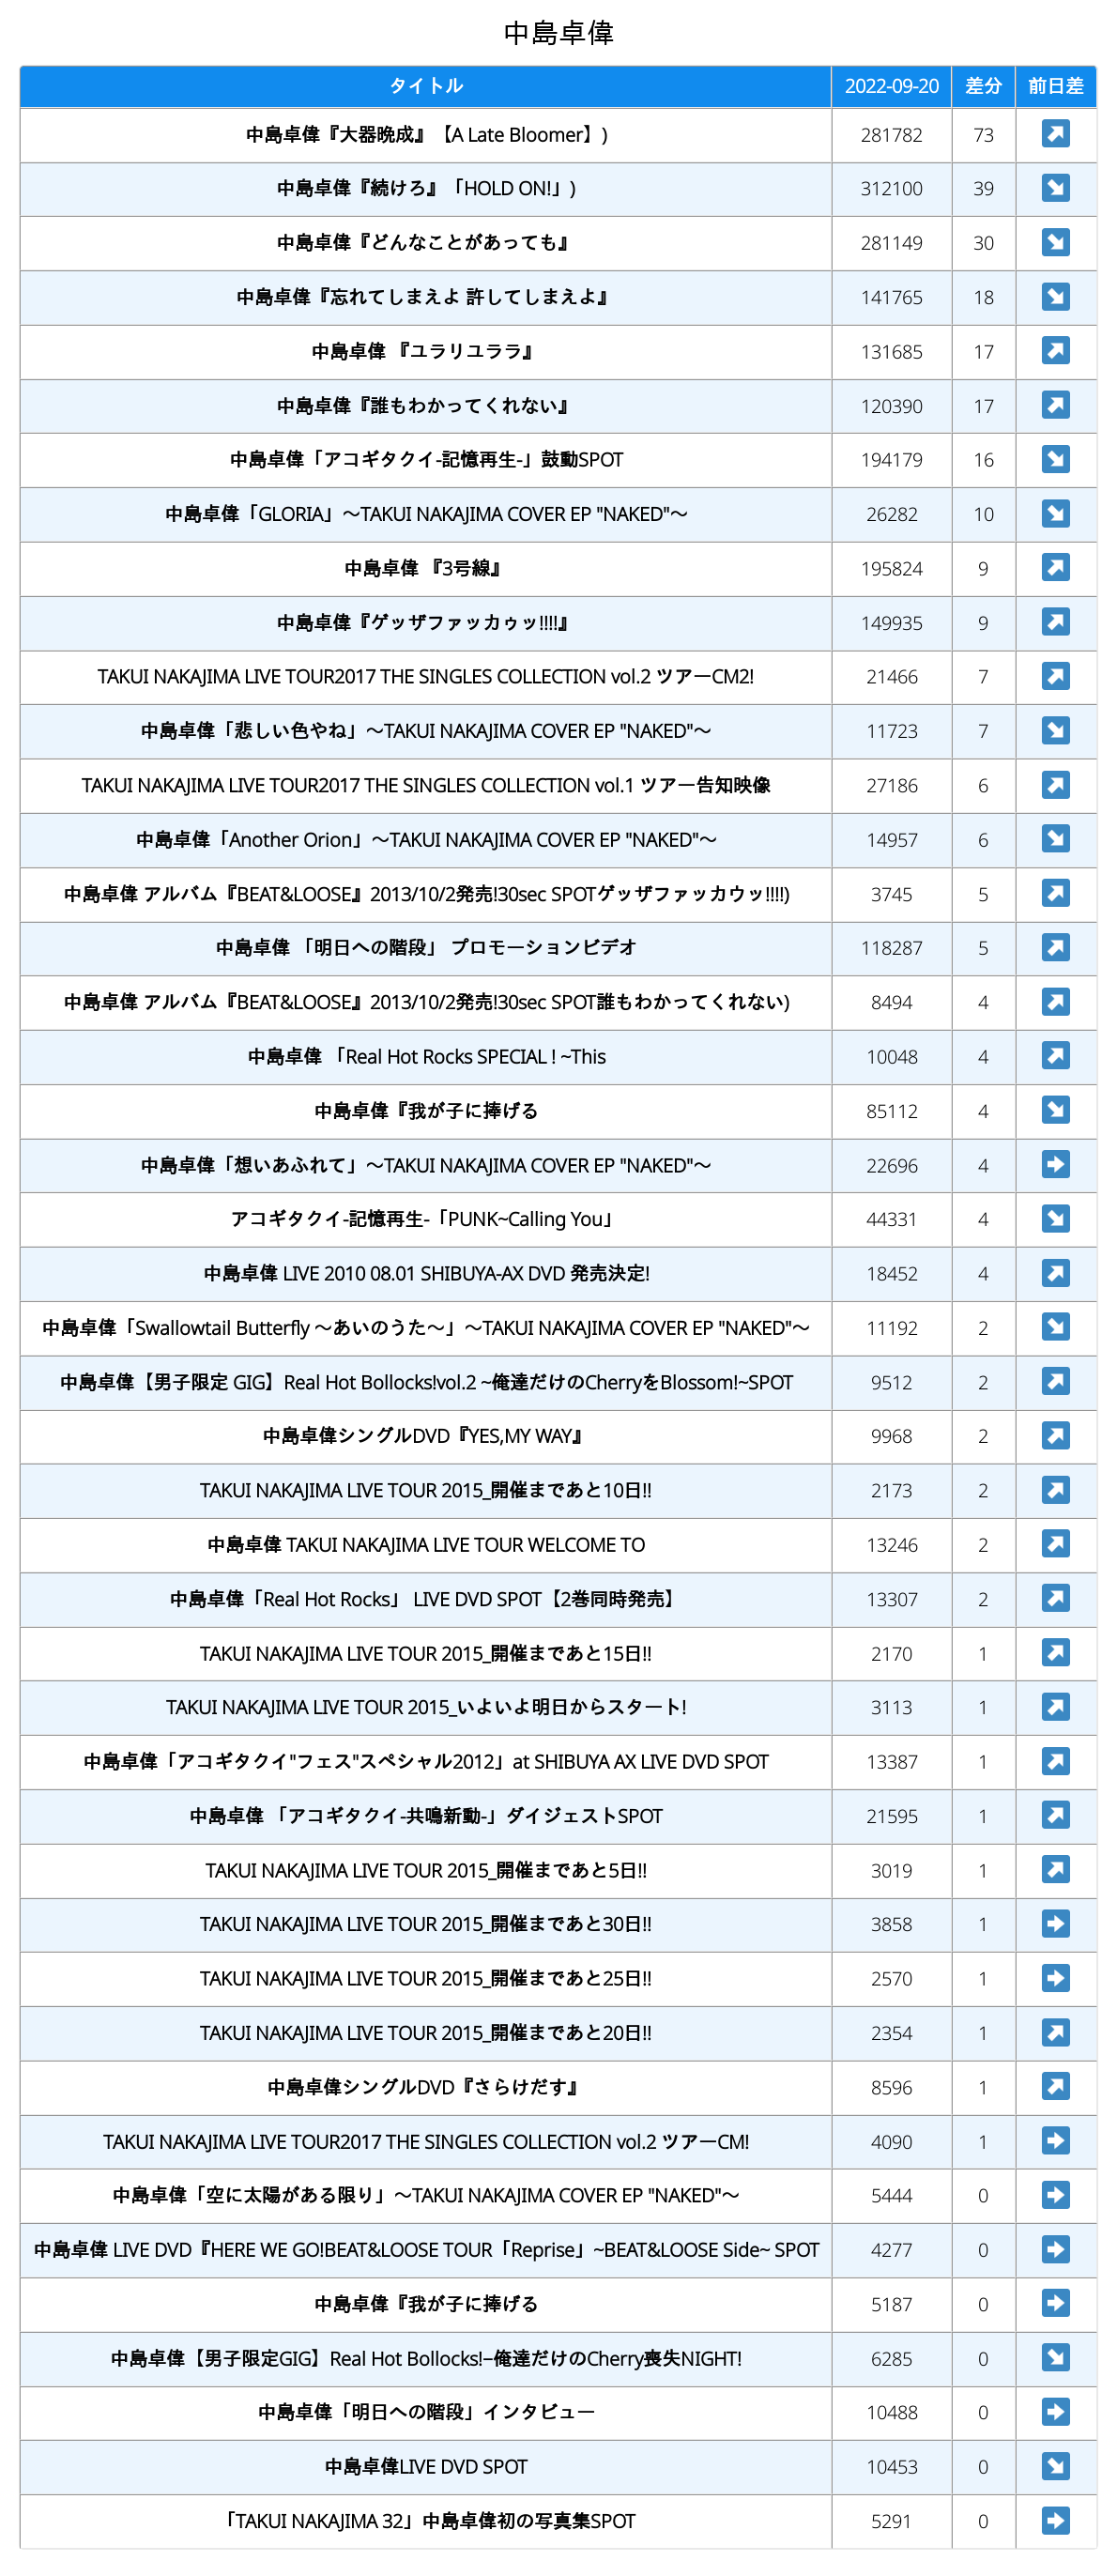 中島卓偉
タイトル 2022-09-20 差分 前日差
中島卓偉『大器晩成』【A Late Bloomer】) 281782 73 ↗
中島卓偉『続けろ』「HOLD ON!」) 312100 39 ↘
中島卓偉『どんなことがあっても』 281149 30 ↘
中島卓偉『忘れてしまえよ 許してしまえよ』 141765 18 ↘
中島卓偉 『ユラリユララ』 131685 17 ↗
中島卓偉『誰もわかってくれない』 120390 17 ↗
中島卓偉「アコギタクイ-記憶再生-」鼓動SPOT 194179 16 ↘
中島卓偉「GLORIA」〜TAKUI NAKAJIMA COVER EP "NAKED"〜 26282 10 ↘
中島卓偉 『3号線』 195824 9 ↗
中島卓偉『ゲッザファッカゥッ!!!!』 149935 9 ↗
TAKUI NAKAJIMA LIVE TOUR2017 THE SINGLES COLLECTION vol.2 ツアーCM2! 21466 7 ↗
中島卓偉「悲しい色やね」〜TAKUI NAKAJIMA COVER EP "NAKED"〜 11723 7 ↘
TAKUI NAKAJIMA LIVE TOUR2017 THE SINGLES COLLECTION vol.1 ツアー告知映像 27186 6 ↗
中島卓偉「Another Orion」〜TAKUI NAKAJIMA COVER EP "NAKED"〜 14957 6 ↘
中島卓偉 アルバム『BEAT&LOOSE』2013/10/2発売!30sec SPOTゲッザファッカウッ!!!!) 3745 5 ↗
中島卓偉 「明日への階段」 プロモーションビデオ 118287 5 ↗
中島卓偉 アルバム『BEAT&LOOSE』2013/10/2発売!30sec SPOT誰もわかってくれない) 8494 4 ↗
中島卓偉 「Real Hot Rocks SPECIAL ! ~This 10048 4 ↗
中島卓偉『我が子に捧げる 85112 4 ↘
中島卓偉「想いあふれて」〜TAKUI NAKAJIMA COVER EP "NAKED"〜 22696 4 ➡
アコギタクイ-記憶再生-「PUNK~Calling You」 44331 4 ↘
中島卓偉 LIVE 2010 08.01 SHIBUYA-AX DVD 発売決定! 18452 4 ↗
中島卓偉「Swallowtail Butterfly 〜あいのうた〜」〜TAKUI NAKAJIMA COVER EP "NAKED"〜 11192 2 ↘
中島卓偉【男子限定 GIG】Real Hot Bollocks!vol.2 ~俺達だけのCherryをBlossom!~SPOT 9512 2 ↗
中島卓偉シングルDVD『YES,MY WAY』 9968 2 ↗
TAKUI NAKAJIMA LIVE TOUR 2015_開催まであと10日!! 2173 2 ↗
中島卓偉 TAKUI NAKAJIMA LIVE TOUR WELCOME TO 13246 2 ↗
中島卓偉「Real Hot Rocks」 LIVE DVD SPOT【2巻同時発売】 13307 2 ↗
TAKUI NAKAJIMA LIVE TOUR 2015_開催まであと15日!! 2170 1 ↗
TAKUI NAKAJIMA LIVE TOUR 2015_いよいよ明日からスタート! 3113 1 ↗
中島卓偉「アコギタクイ"フェス"スペシャル2012」at SHIBUYA AX LIVE DVD SPOT 13387 1 ↗
中島卓偉 「アコギタクイ-共鳴新動-」ダイジェストSPOT 21595 1 ↗
TAKUI NAKAJIMA LIVE TOUR 2015_開催まであと5日!! 3019 1 ↗
TAKUI NAKAJIMA LIVE TOUR 2015_開催まであと30日!! 3858 1 ➡
TAKUI NAKAJIMA LIVE TOUR 2015_開催まであと25日!! 2570 1 ➡
TAKUI NAKAJIMA LIVE TOUR 2015_開催まであと20日!! 2354 1 ↗
中島卓偉シングルDVD『さらけだす』 8596 1 ↗
TAKUI NAKAJIMA LIVE TOUR2017 THE SINGLES COLLECTION vol.2 ツアーCM! 4090 1 ➡
中島卓偉「空に太陽がある限り」〜TAKUI NAKAJIMA COVER EP "NAKED"〜 5444 0 ➡
中島卓偉 LIVE DVD『HERE WE GO!BEAT&LOOSE TOUR「Reprise」~BEAT&LOOSE Side~ SPOT 4277 0 ➡
中島卓偉『我が子に捧げる 5187 0 ➡
中島卓偉【男子限定GIG】Real Hot Bollocks!−俺達だけのCherry喪失NIGHT! 6285 0 ↘
中島卓偉「明日への階段」インタビュー 10488 0 ➡
中島卓偉LIVE DVD SPOT 10453 0 ↘
「TAKUI NAKAJIMA 32」中島卓偉初の写真集SPOT 5291 0 ➡